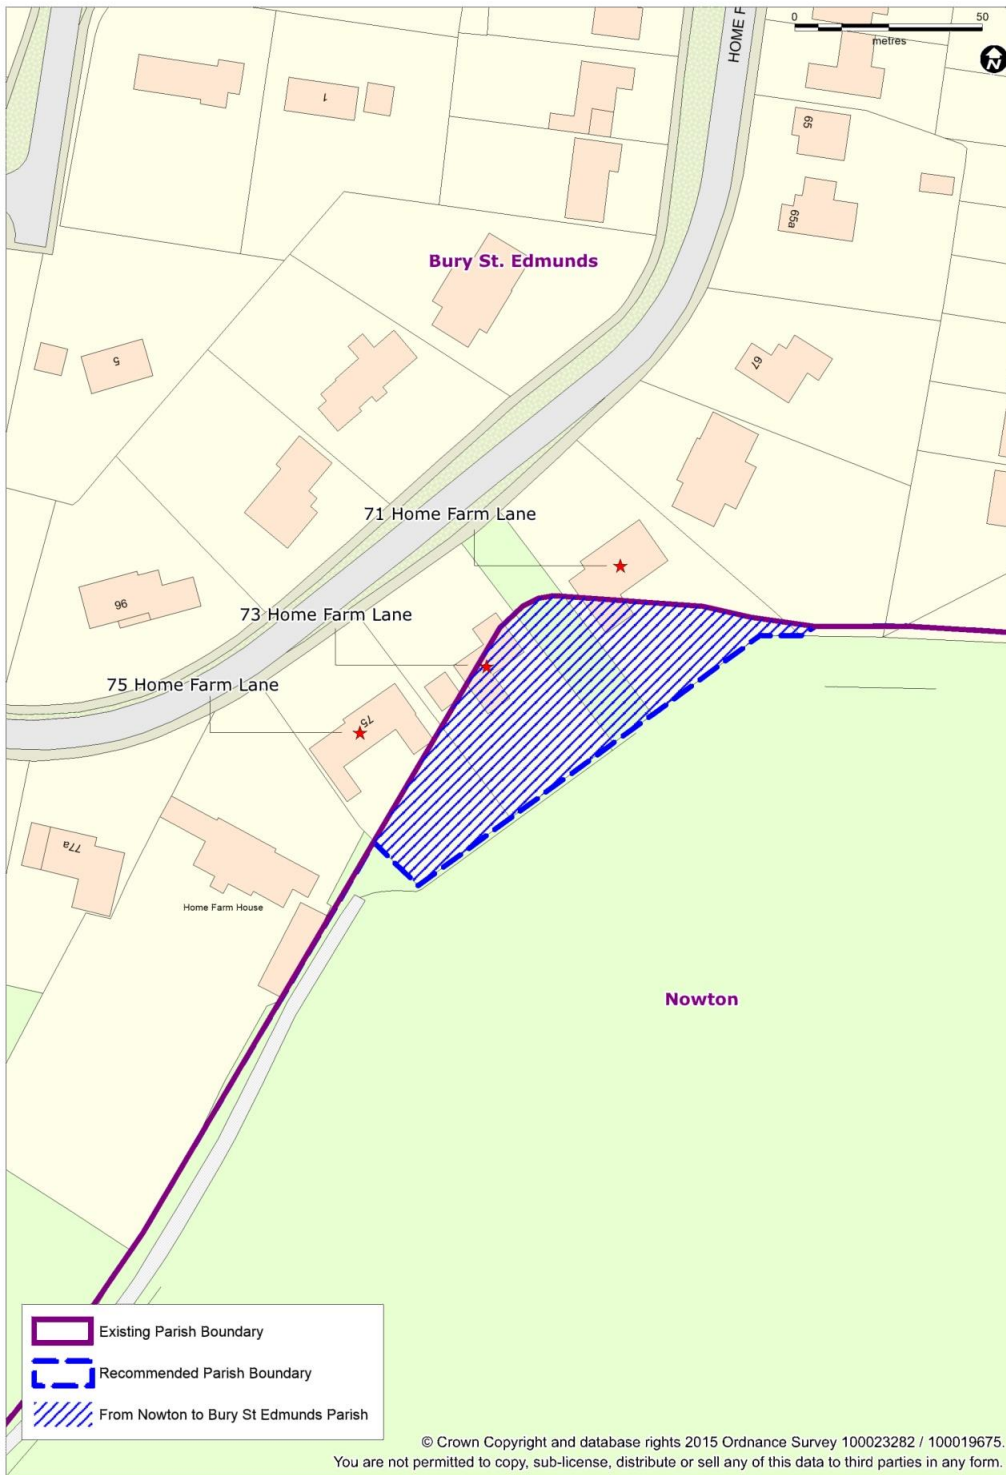 0 50
metres
N
HOME F
1
65
65a
Bury St. Edmunds
5
67
71 Home Farm Lane
96
73 Home Farm Lane
75 Home Farm Lane
75
77a
Home Farm House
Nowton
Existing Parish Boundary
Recommended Parish Boundary
From Nowton to Bury St Edmunds Parish
© Crown Copyright and database rights 2015 Ordnance Survey 100023282 / 100019675.
You are not permitted to copy, sub-license, distribute or sell any of this data to third parties in any form.